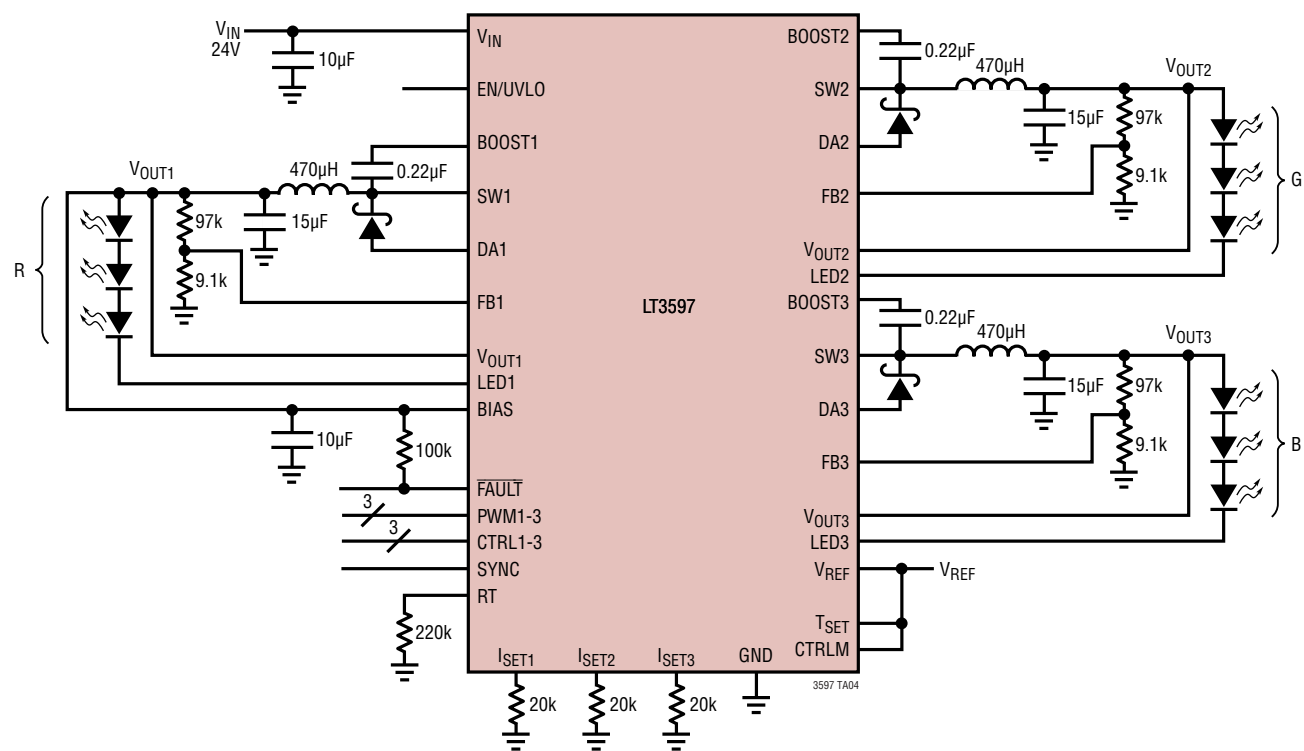 VIN
24V
10µF
VIN
EN/UVLO
BOOST1
0.22µF
SW1
470µH
VOUT1
15µF
97k
9.1k
DA1
FB1
R
VOUT1
LED1
BIAS
10µF
100k
FAULT
3
PWM1-3
3
CTRL1-3
SYNC
RT
220k
ISET1
ISET2
ISET3
GND
20k
20k
20k
LT3597
BOOST2
0.22µF
SW2
470µH
VOUT2
15µF
97k
9.1k
DA2
FB2
G
VOUT2
LED2
BOOST3
0.22µF
SW3
470µH
VOUT3
15µF
97k
9.1k
DA3
FB3
B
VOUT3
LED3
VREF
VREF
TSET
CTRLM
3597 TA04